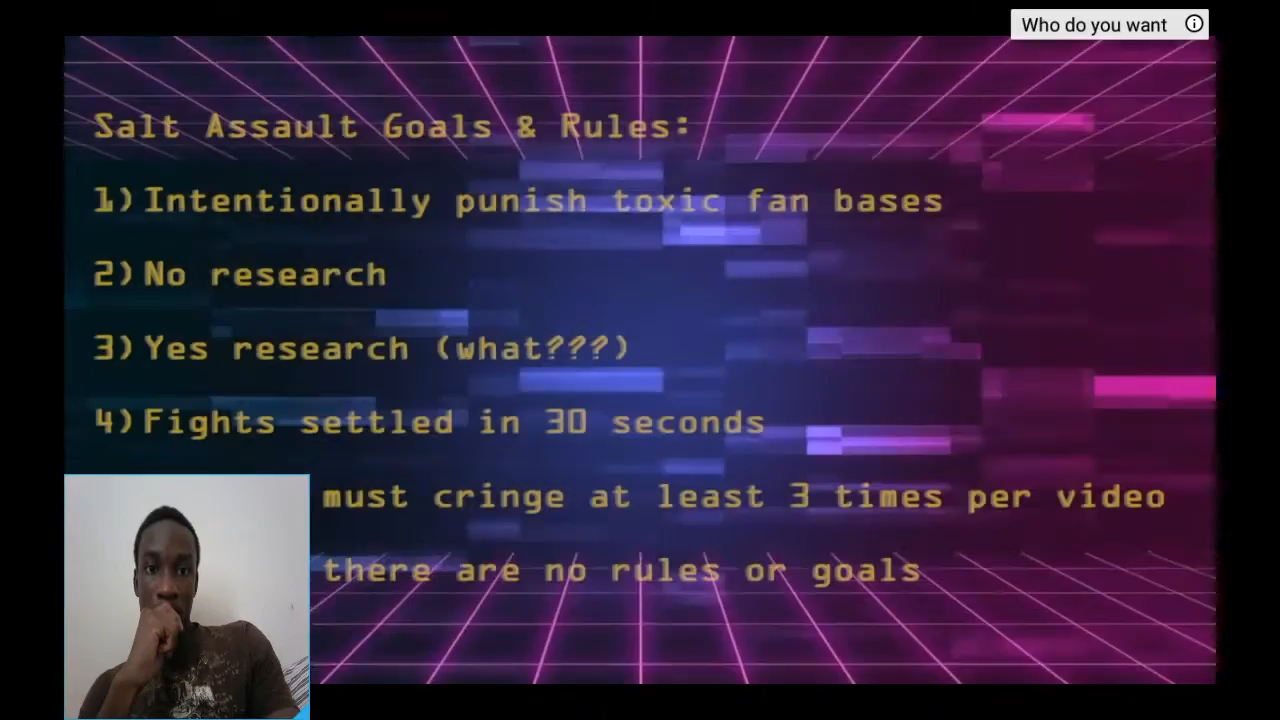 Who do you want
Salt Assault Goals & Rules:
1) Intentionally punish toxic fan bases
2) No research
3) Yes research (what???)
4) Fights settled in 30 seconds
must cringe at least 3 times per video
there are no rules or goals